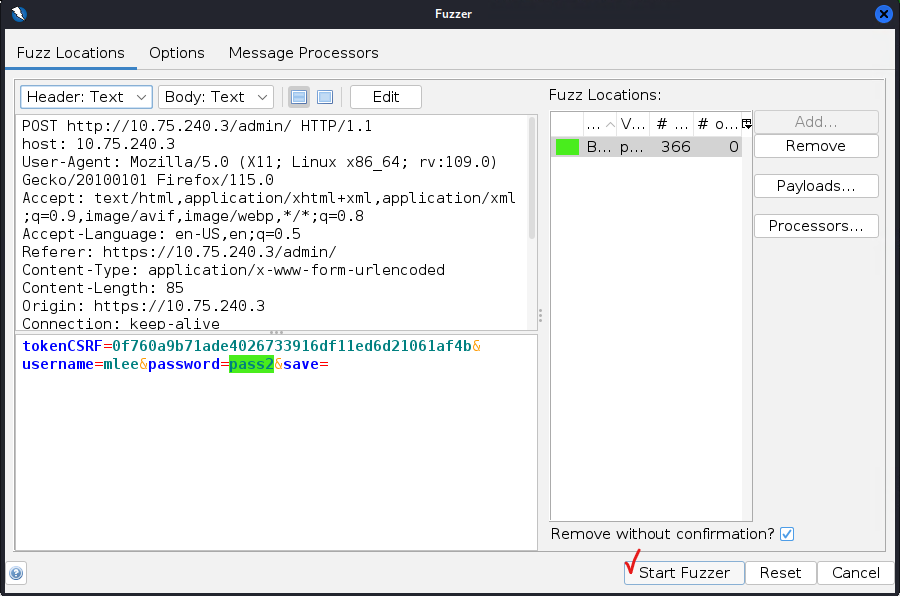 Fuzzer
Fuzz Locations Options Message Processors
Header: Text Body: Text Edit
POST http://10.75.240.3/admin/ HTTP/1.1
host: 10.75.240.3
User-Agent: Mozilla/5.0 (X11; Linux x86_64; rv:109.0)
Gecko/20100101 Firefox/115.0
Accept: text/html,application/xhtml+xml,application/xml
;q=0.9,image/avif,image/webp,*/*;q=0.8
Accept-Language: en-US,en;q=0.5
Referer: https://10.75.240.3/admin/
Content-Type: application/x-www-form-urlencoded
Content-Length: 85
Origin: https://10.75.240.3
Connection: keep-alive
tokenCSRF=0f760a9b71ade4026733916df11ed6d21061af4b&
username=mlee&password=pass2&save=
Fuzz Locations:
... V... # ... # o...
B... p... 366 0
Add...
Remove
Payloads...
Processors...
Remove without confirmation?
Start Fuzzer Reset Cancel